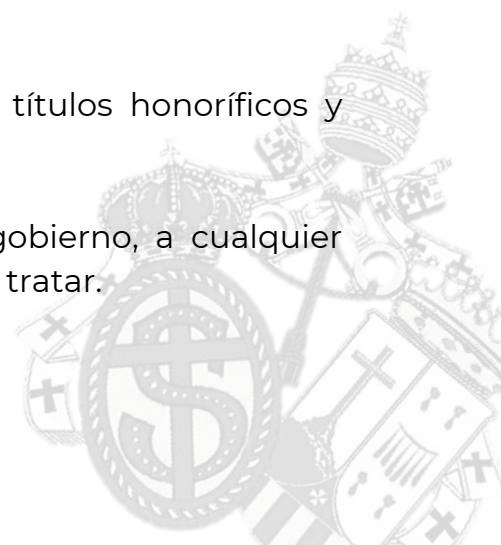 títulos honoríficos y
gobierno, a cualquier
tratar.